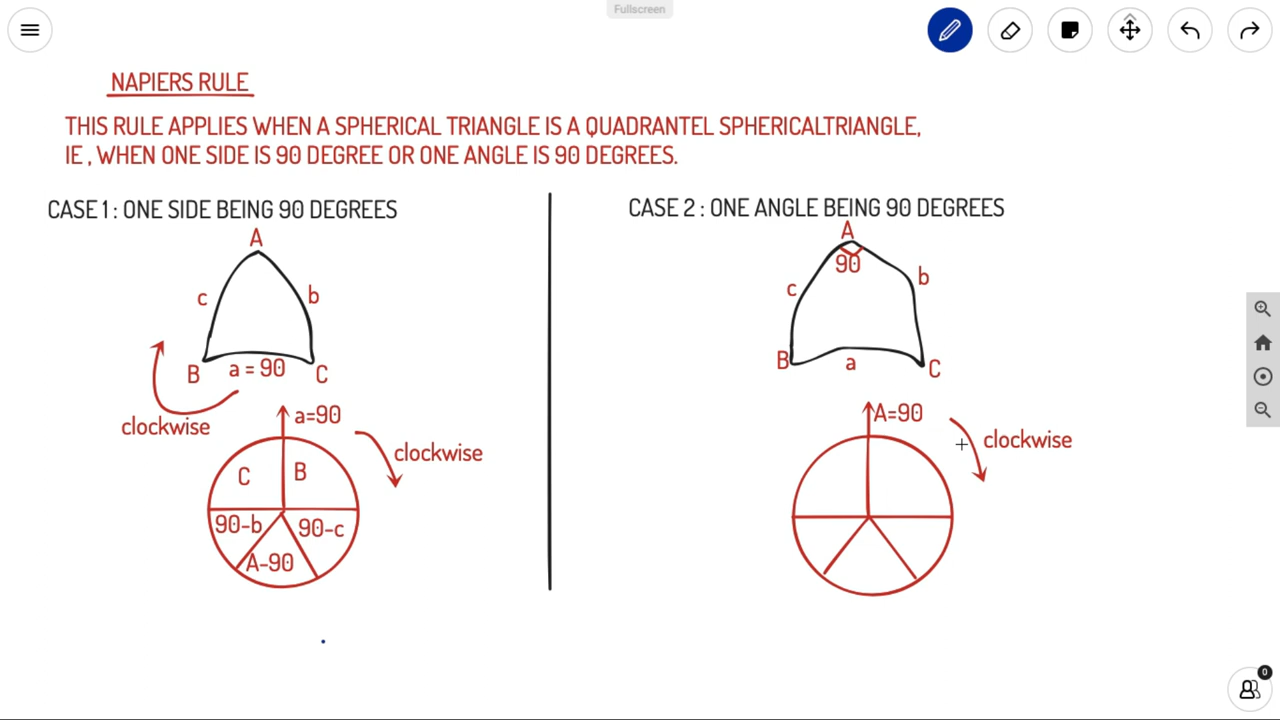 Fullscreen
NAPIERS RULE
THIS RULE APPLIES WHEN A SPHERICAL TRIANGLE IS A QUADRANTEL SPHERICALTRIANGLE,
IE , WHEN ONE SIDE IS 90 DEGREE OR ONE ANGLE IS 90 DEGREES.
CASE 1 : ONE SIDE BEING 90 DEGREES
A
c
b
B
a = 90
C
clockwise
a=90
clockwise
C
B
90-b
90-c
A-90
CASE 2 : ONE ANGLE BEING 90 DEGREES
A
90
c
b
B
a
C
A=90
clockwise
0